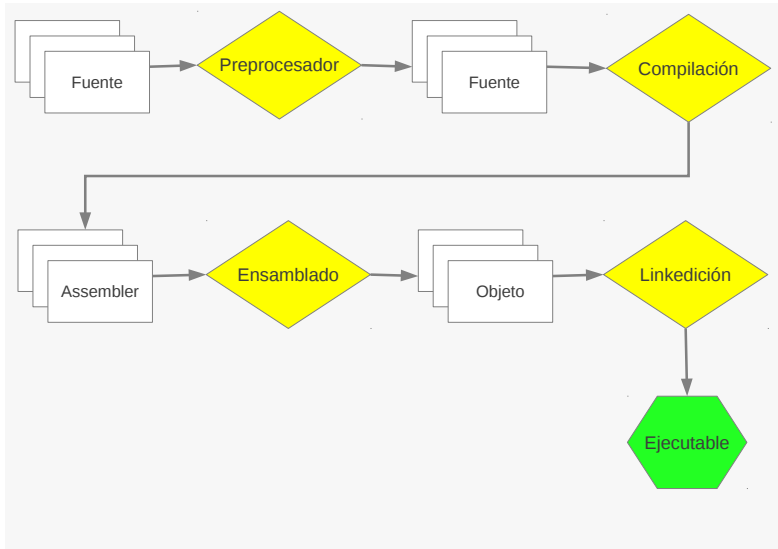 Fuente
Preprocesador
Fuente
Compilación
Assembler
Ensamblado
Objeto
Linkedición
Ejecutable